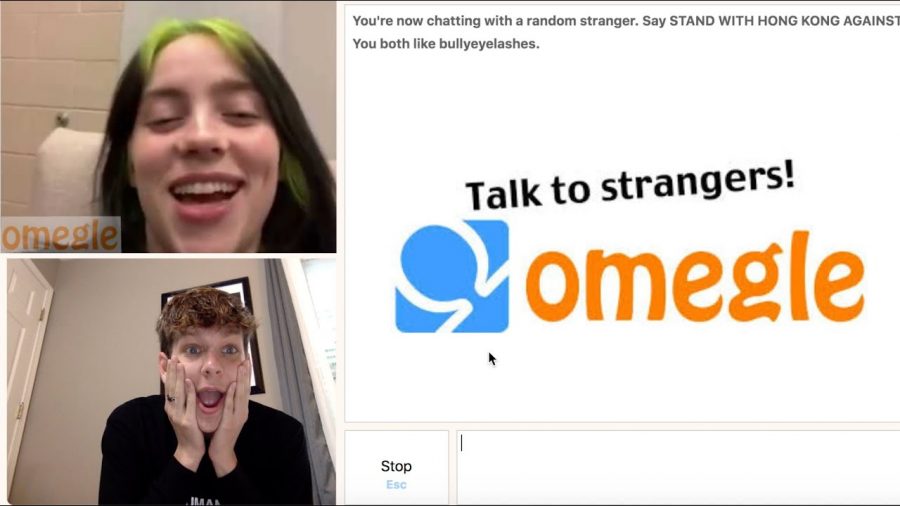 You're now chatting with a random stranger. Say STAND WITH HONG KONG AGAINST
You both like bullyeyelashes.
Talk to strangers!
omegle
omegle
Stop
Esc